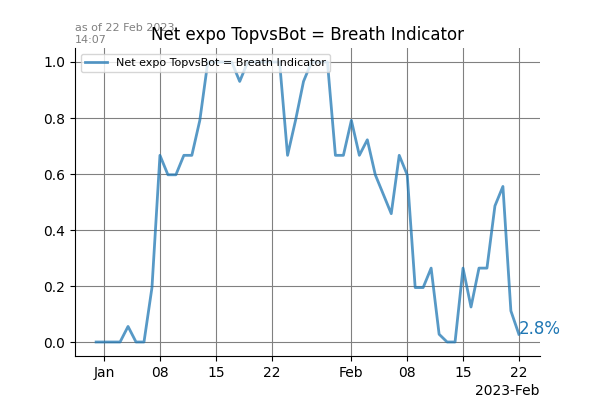 as of 22 Feb 2023
14:07
Net expo TopvsBot = Breath Indicator
Net expo TopvsBot = Breath Indicator
1.0
0.8
0.6
0.4
0.2
0.0
2.8%
Jan 08 15 22 Feb 08 15 22
2023-Feb